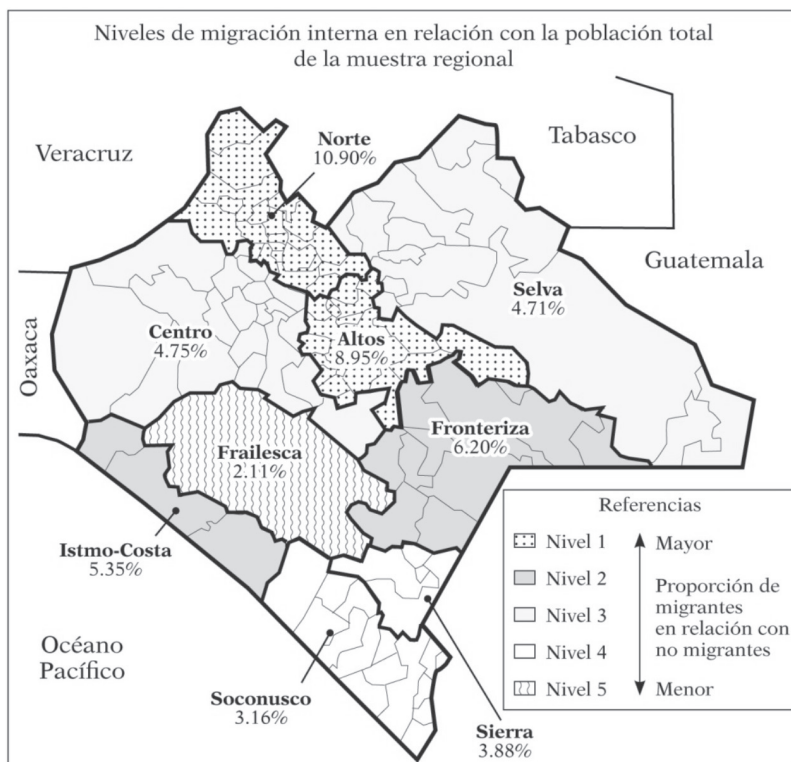 Niveles de migración interna en relación con la población total
de la muestra regional
Veracruz
Tabasco
Norte
10.90%
Guatemala
Selva
4.71%
Oaxaca
Centro
4.75%
Altos
8.95%
Fronteriza
6.20%
Frailesca
2.11%
Istmo-Costa
5.35%
Océano
Pacífico
Soconusco
3.16%
Sierra
3.88%
Referencias
Nivel 1
Nivel 2
Nivel 3
Nivel 4
Nivel 5
Mayor
Proporción de
migrantes
en relación con
no migrantes
Menor